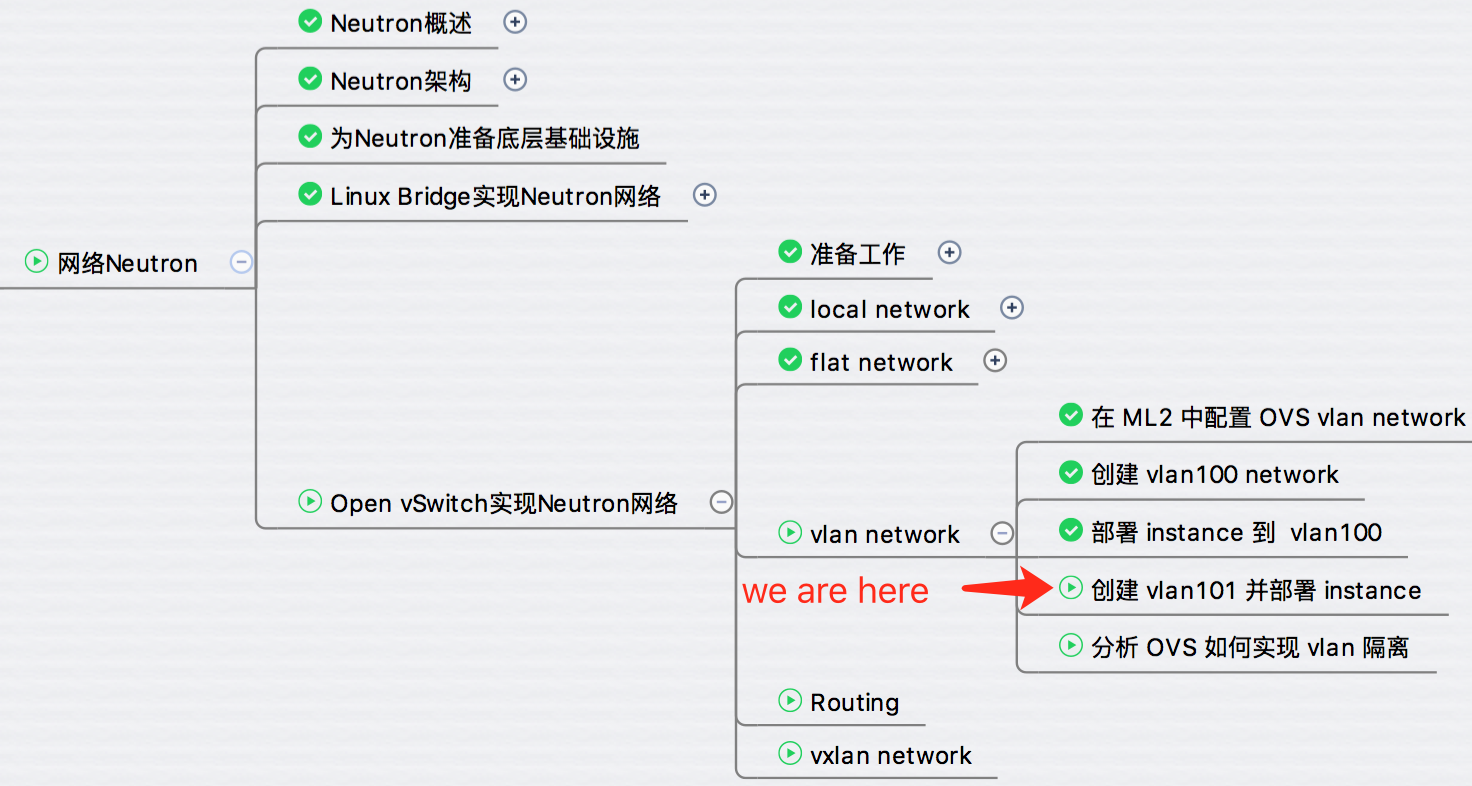 Neutron概述
Neutron架构
为Neutron准备底层基础设施
Linux Bridge实现Neutron网络
网络Neutron
准备工作
local network
flat network
在 ML2 中配置 OVS vlan network
创建 vlan100 network
Open vSwitch实现Neutron网络
vlan network
部署 instance 到  vlan100
we are here
创建 vlan101 并部署 instance
分析 OVS 如何实现 vlan 隔离
Routing
vxlan network